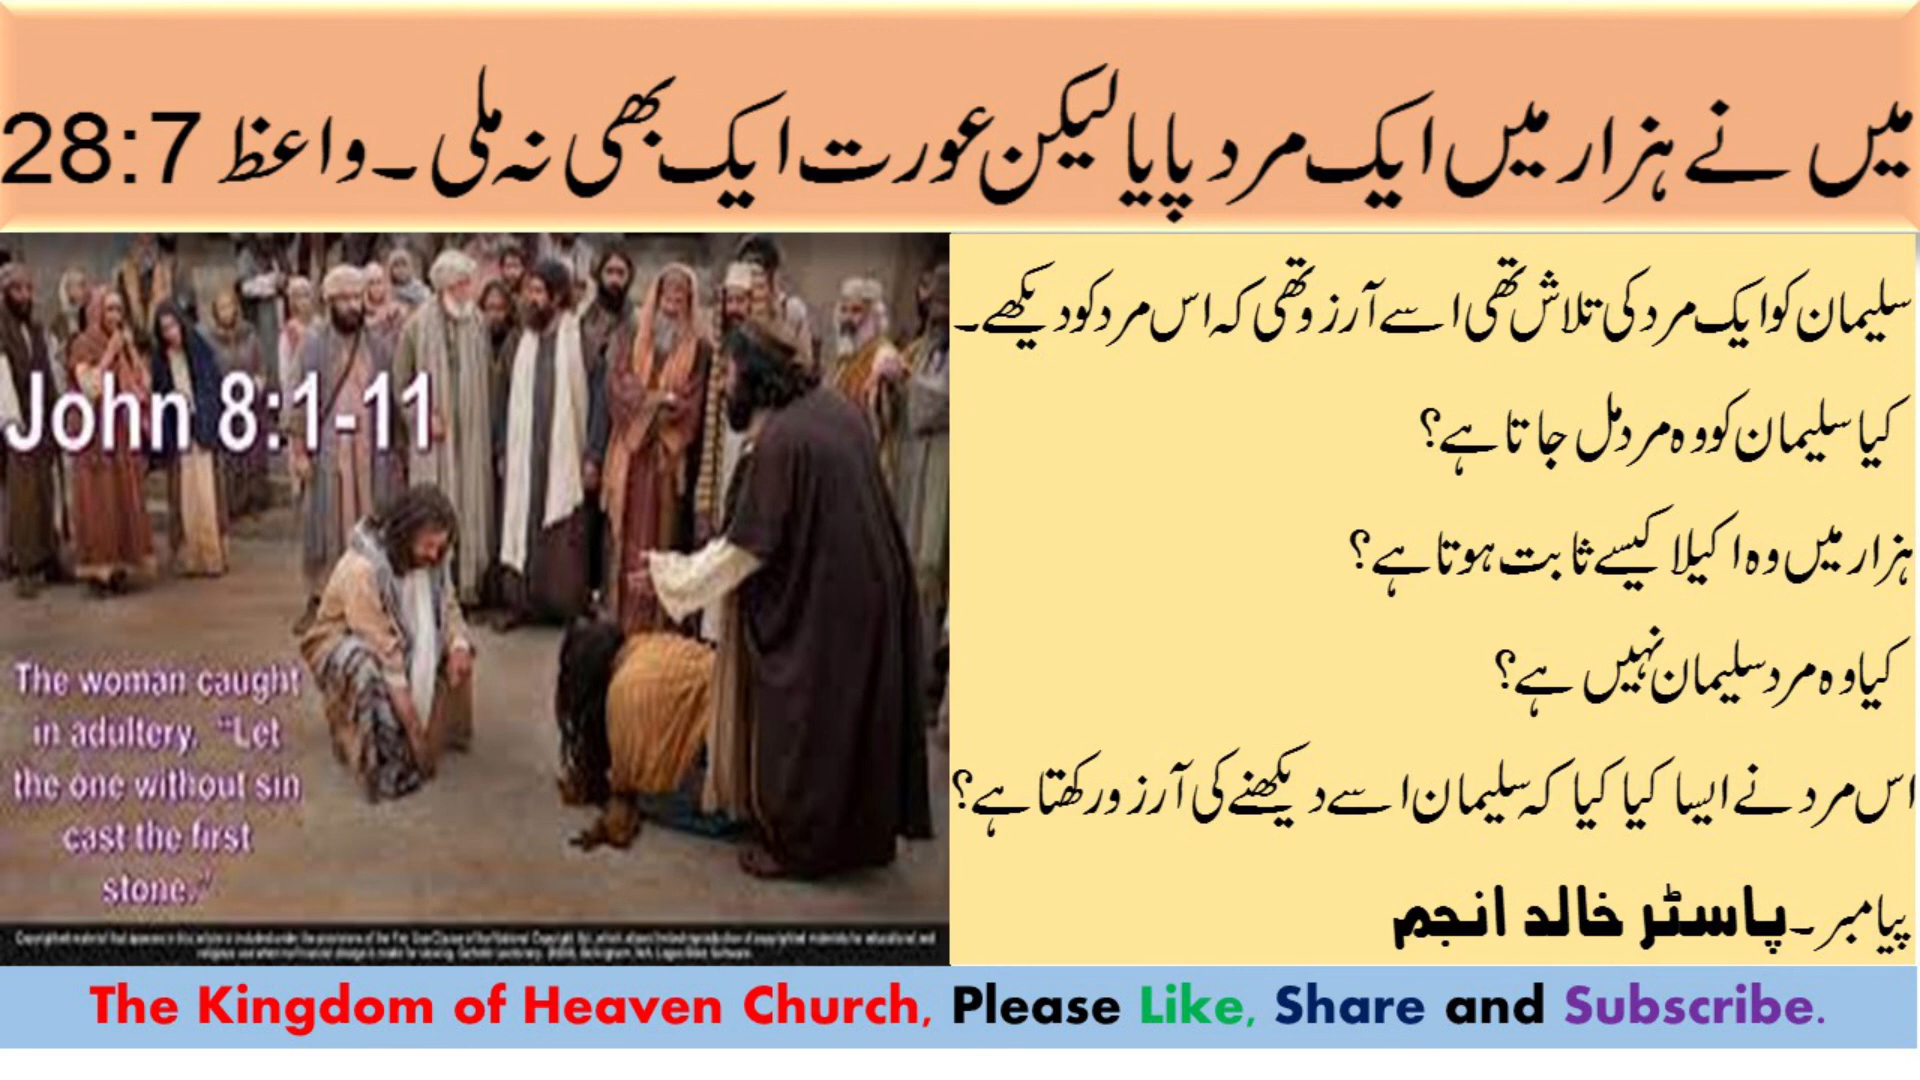 میں نے ہزار میں ایک مرد پایا لیکن عورت ایک بھی نہ ملی۔ واعظ 28:7
سلیمان کو ایک مرد کی تلاش تھی اسے آرزو تھی کہ اس مرد کو دیکھے۔
کیا سلیمان کو وہ مرد مل جاتا ہے؟
ہزار میں وہ اکیلا کیسے ثابت ہوتا ہے؟
کیا وہ مرد سلیمان نہیں ہے؟
اس مرد نے ایسا کیا کیا کہ سلیمان اسے دیکھنے کی آرزو رکھتا ہے؟
پیامبر۔ پاسٹر خالد انجم
John 8:1-11
The woman caught
in adultery, "Let
the one without sin
cast the first
stone."
The Kingdom of Heaven Church, Please Like, Share and Subscribe.